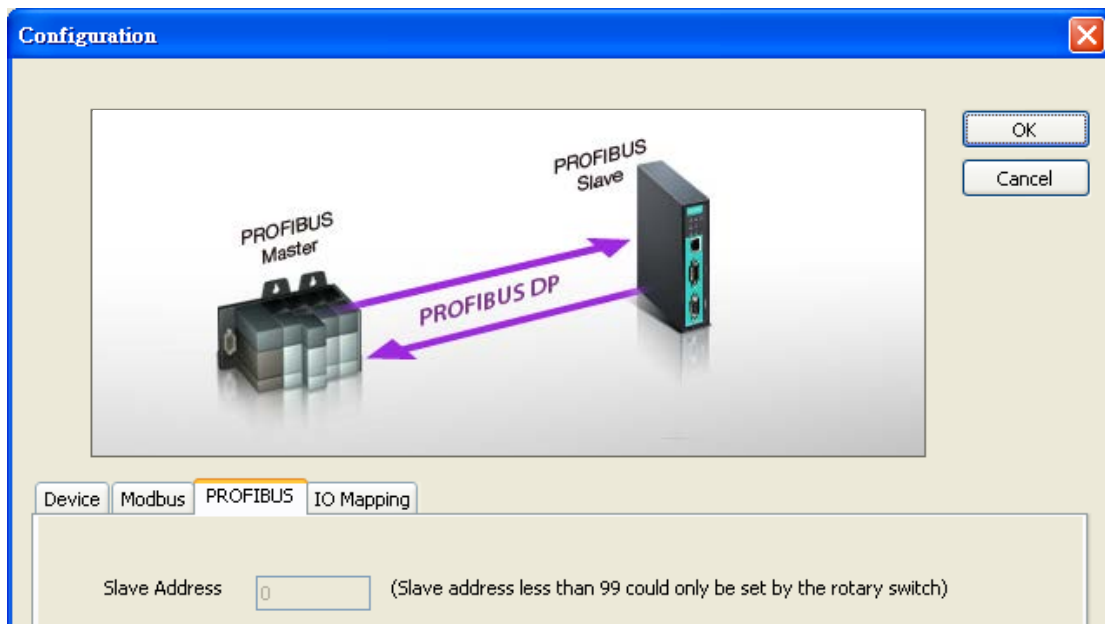 Configuration
OK
Cancel
PROFIBUS
Slave
PROFIBUS
Master
PROFIBUS DP
Device Modbus PROFIBUS IO Mapping
Slave Address 0 (Slave address less than 99 could only be set by the rotary switch)